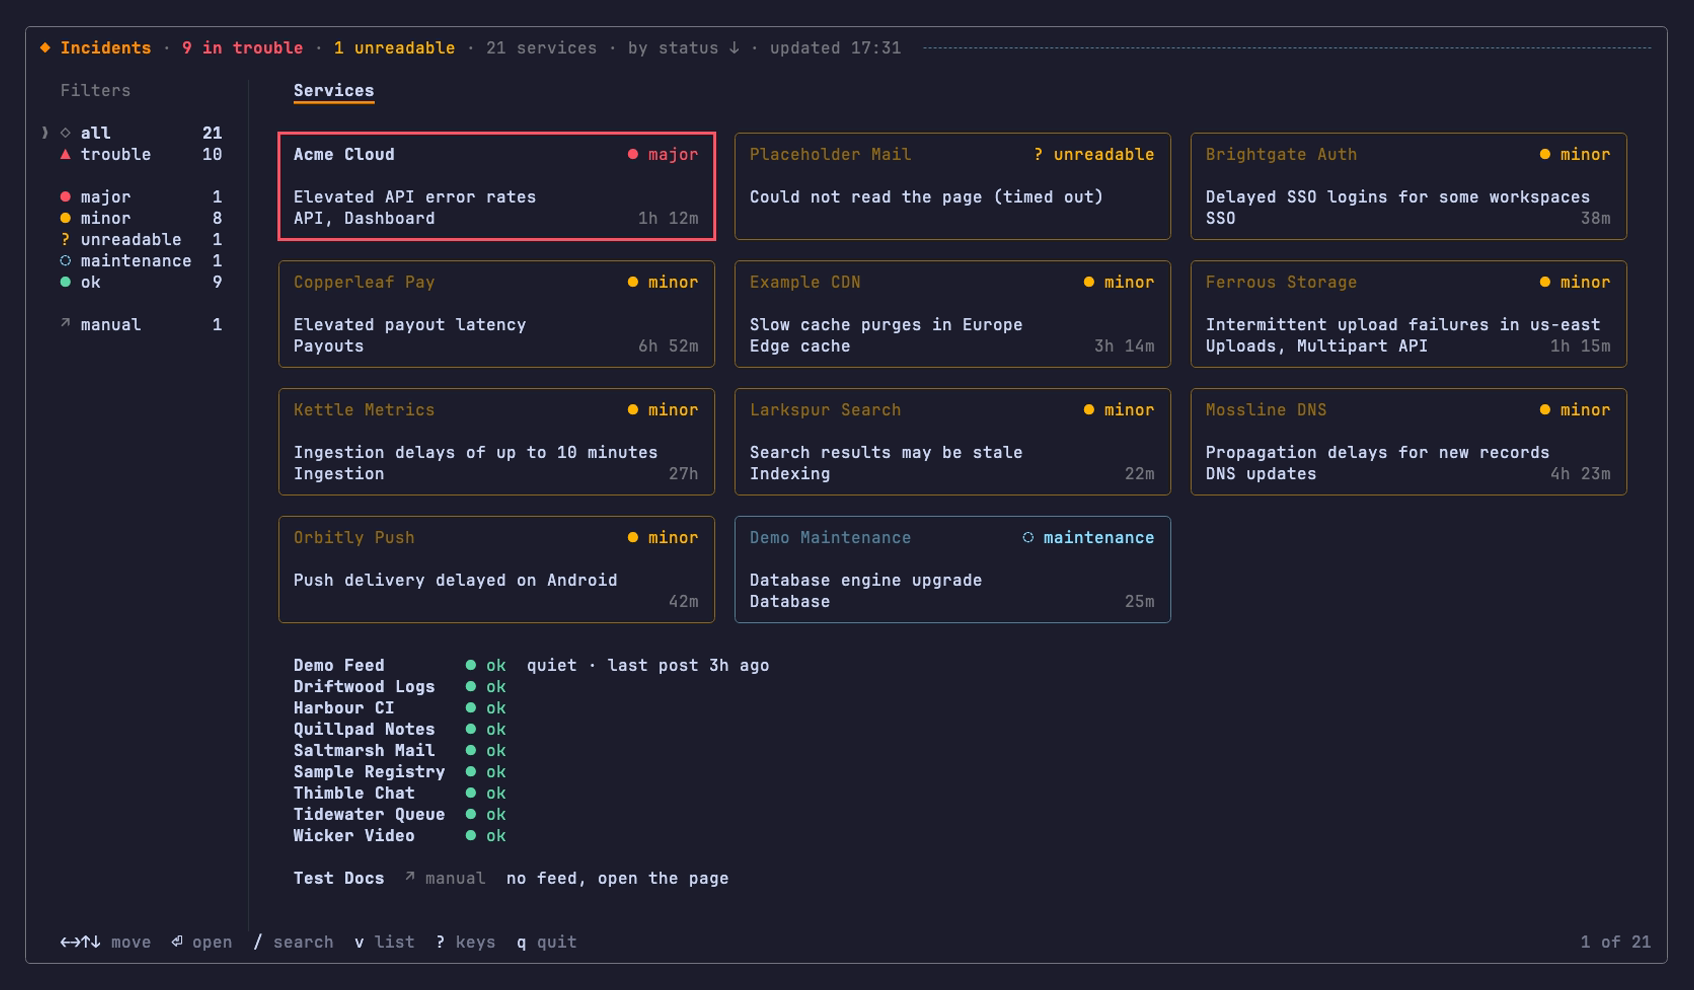 ◆ Incidents · 9 in trouble · 1 unreadable · 21 services · by status ↓ · updated 17:31
Filters
❫ ◇ all 21
▲ trouble 10
● major 1
● minor 8
? unreadable 1
◌ maintenance 1
● ok 9
↗ manual 1
Services
Acme Cloud ● major
Elevated API error rates
API, Dashboard 1h 12m
Placeholder Mail ? unreadable
Could not read the page (timed out)
Brightgate Auth ● minor
Delayed SSO logins for some workspaces
SSO 38m
Copperleaf Pay ● minor
Elevated payout latency
Payouts 6h 52m
Example CDN ● minor
Slow cache purges in Europe
Edge cache 3h 14m
Ferrous Storage ● minor
Intermittent upload failures in us-east
Uploads, Multipart API 1h 15m
Kettle Metrics ● minor
Ingestion delays of up to 10 minutes
Ingestion 27h
Larkspur Search ● minor
Search results may be stale
Indexing 22m
Mossline DNS ● minor
Propagation delays for new records
DNS updates 4h 23m
Orbitly Push ● minor
Push delivery delayed on Android
42m
Demo Maintenance ◌ maintenance
Database engine upgrade
Database 25m
Demo Feed ● ok quiet · last post 3h ago
Driftwood Logs ● ok
Harbour CI ● ok
Quillpad Notes ● ok
Saltmarsh Mail ● ok
Sample Registry ● ok
Thimble Chat ● ok
Tidewater Queue ● ok
Wicker Video ● ok
Test Docs ↗ manual no feed, open the page
←→↑↓ move ⏎ open / search v list ? keys q quit 1 of 21